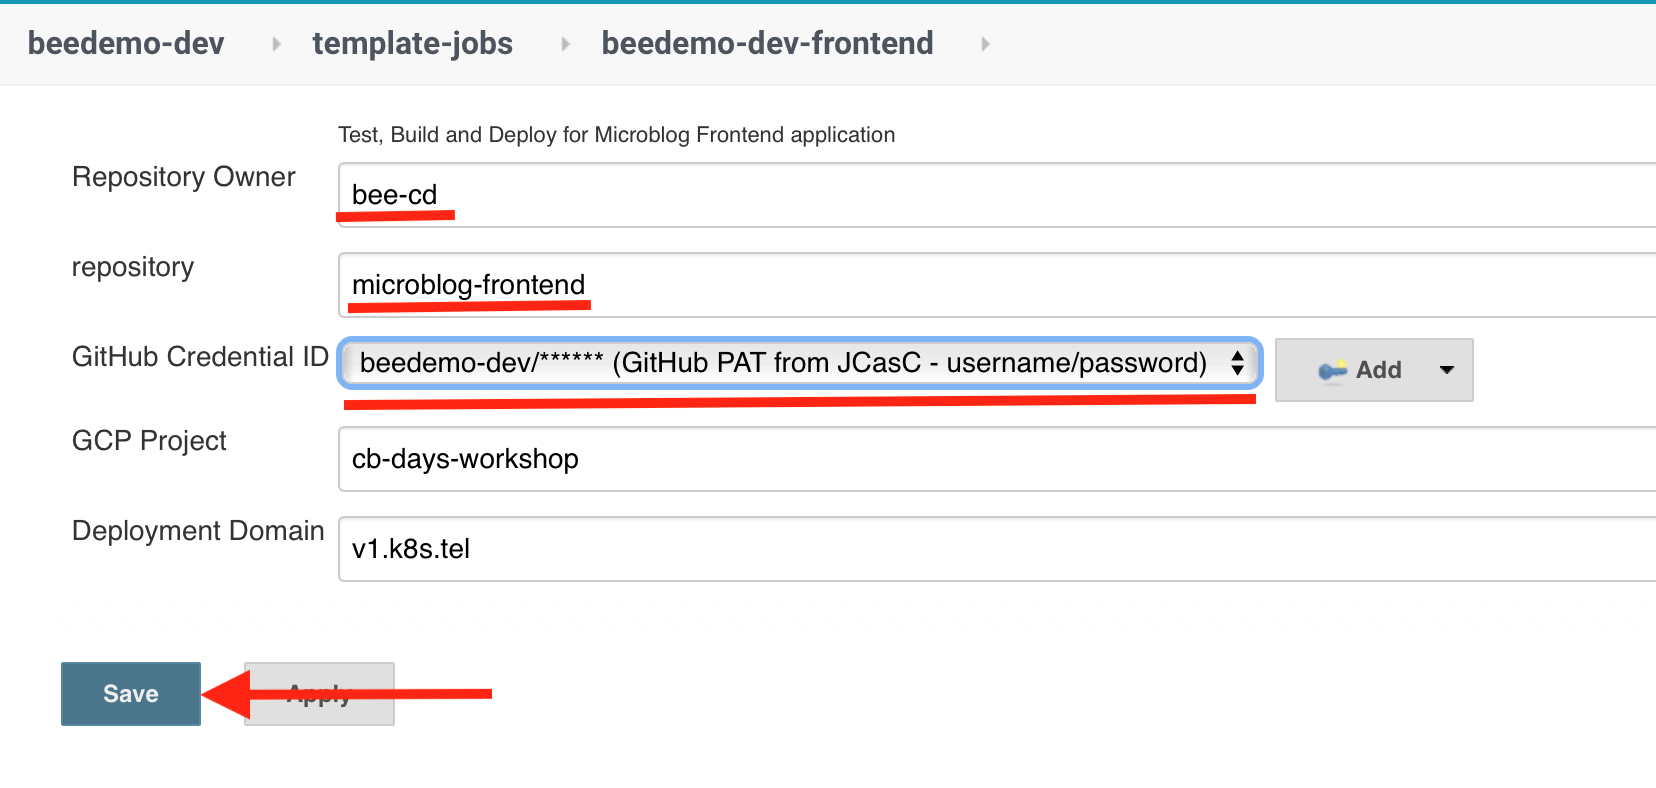 beedemo-dev template-jobs beedemo-dev-frontend
Test, Build and Deploy for Microblog Frontend application
Repository Owner
bee-cd
repository
microblog-frontend
GitHub Credential ID
beedemo-dev/****** (GitHub PAT from JCasC - username/password)
Add
GCP Project
cb-days-workshop
Deployment Domain
v1.k8s.tel
Save
Apply